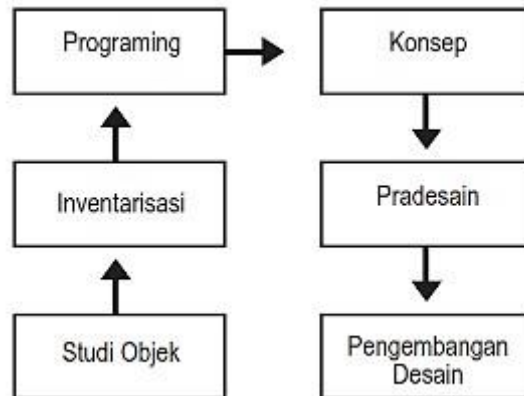 Programing
Konsep
Inventarisasi
Pradesain
Studi Objek
Pengembangan
Desain